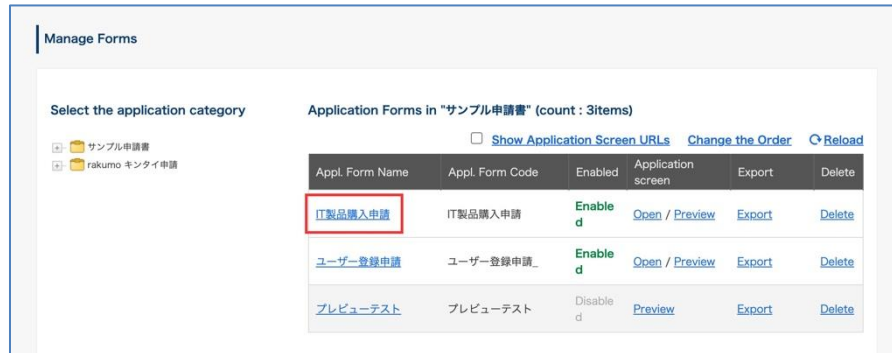 Manage Forms
Select the application category
サンプル申請書
rakumo キンタイ申請
Application Forms in "サンプル申請書" (count : 3items)
Show Application Screen URLs Change the Order Reload
Appl. Form Name Appl. Form Code Enabled Application screen Export Delete
IT製品購入申請 IT製品購入申請 Enable
d Open / Preview Export Delete
ユーザー登録申請 ユーザー登録申請_ Enable
d Open / Preview Export Delete
プレビューテスト プレビューテスト Disable
d Preview Export Delete